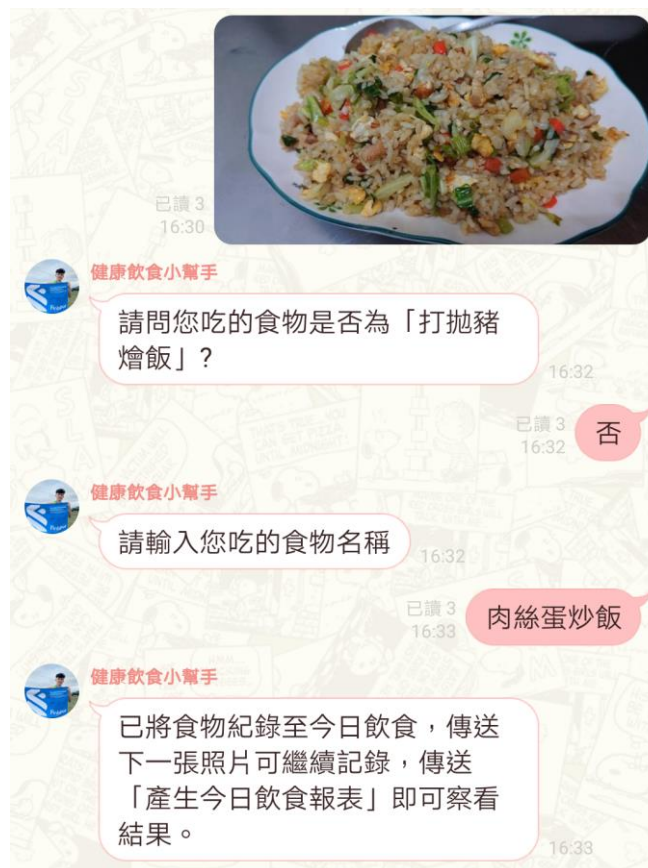 已讀 3
16:30
健康飲食小幫手
請問您吃的食物是否為「打拋豬
燴飯」?
16:32
已讀 3
16:32
否
健康飲食小幫手
請輸入您吃的食物名稱
16:32
已讀 3
16:33
肉絲蛋炒飯
健康飲食小幫手
已將食物紀錄至今日飲食，傳送
下一張照片可繼續記錄，傳送
「產生今日飲食報表」即可察看
結果。
16:33